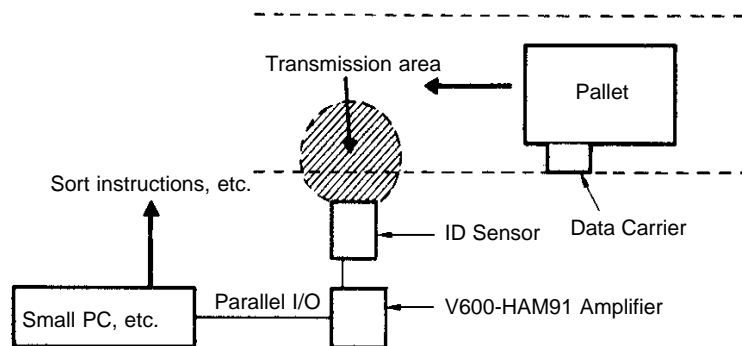 Transmission area
Pallet
Sort instructions, etc.
ID Sensor
Data Carrier
Parallel I/O
V600-HAM91 Amplifier
Small PC, etc.